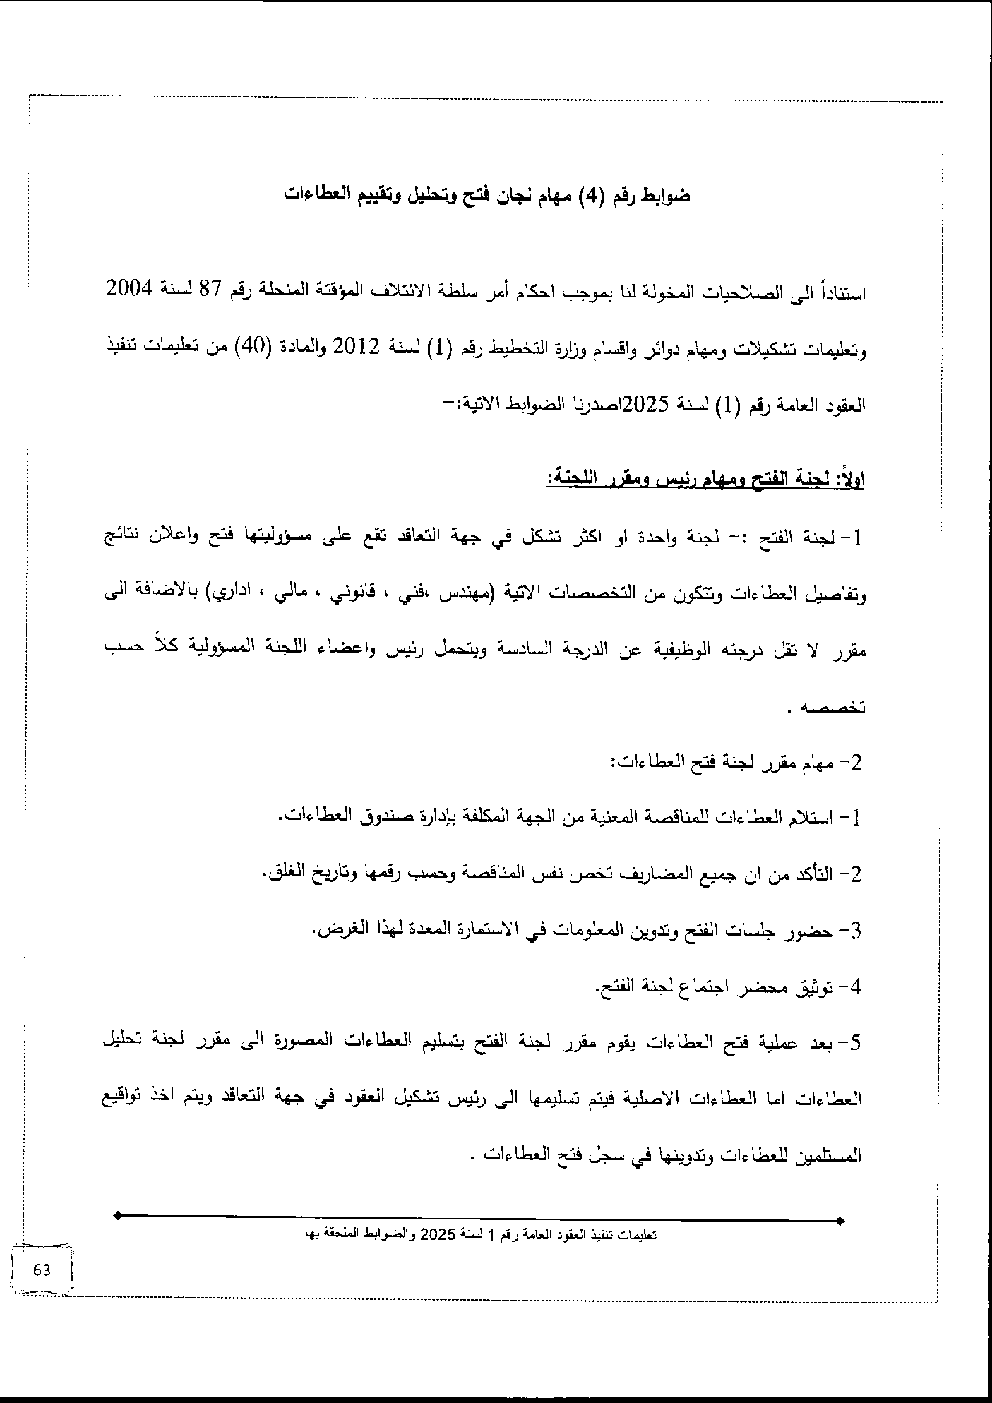 ضوابط رقم (4) مهام لجان فتح وتحليل وتقييم العطاءات
استناداً الى الصلاحيات المخولة لنا بموجب احكام أمر سلطة الائتلاف المؤقتة المنحلة رقم 87 لسنة 2004
وتعليمات تشكيلات ومهام دوائر واقسام وزارة التخطيط رقم (1) لسنة 2012 والمادة (40) من تعليمات تنفيذ
العقود العامة رقم (1) لسنة 2025اصدرنا الضوابط الاتية:-
اولاً: لجنة الفتح ومهام رئيس ومقرر اللجنة:
1- لجنة الفتح :- لجنة واحدة او اكثر تشكل في جهة التعاقد تقع على مسؤوليتها فتح واعلان نتائج
وتفاصيل العطاءات وتتكون من التخصصات الاتية (مهندس ،فني ، قانوني ، مالي ، اداري) بالاضافة الى
مقرر لا تقل درجته الوظيفية عن الدرجة السادسة ويتحمل رئيس واعضاء اللجنة المسؤولية كلاً حسب
تخصصه .
2- مهام مقرر لجنة فتح العطاءات:
1- استلام العطاءات للمناقصة المعنية من الجهة المكلفة بإدارة صندوق العطاءات.
2- التأكد من ان جميع المضاريف تخص نفس المناقصة وحسب رقمها وتاريخ الغلق.
3- حضور جلسات الفتح وتدوين المعلومات في الاستمارة المعدة لهذا الغرض.
4- توثيق محضر اجتماع لجنة الفتح.
5- بعد عملية فتح العطاءات يقوم مقرر لجنة الفتح بتسليم العطاءات المصورة الى مقرر لجنة تحليل
العطاءات اما العطاءات الاصلية فيتم تسليمها الى رئيس تشكيل العقود في جهة التعاقد ويتم اخذ تواقيع
المستلمين للعطاءات وتدوينها في سجل فتح العطاءات .
تعليمات تنفيذ العقود العامة رقم 1 لسنة 2025 والضوابط الملحقة بها
63